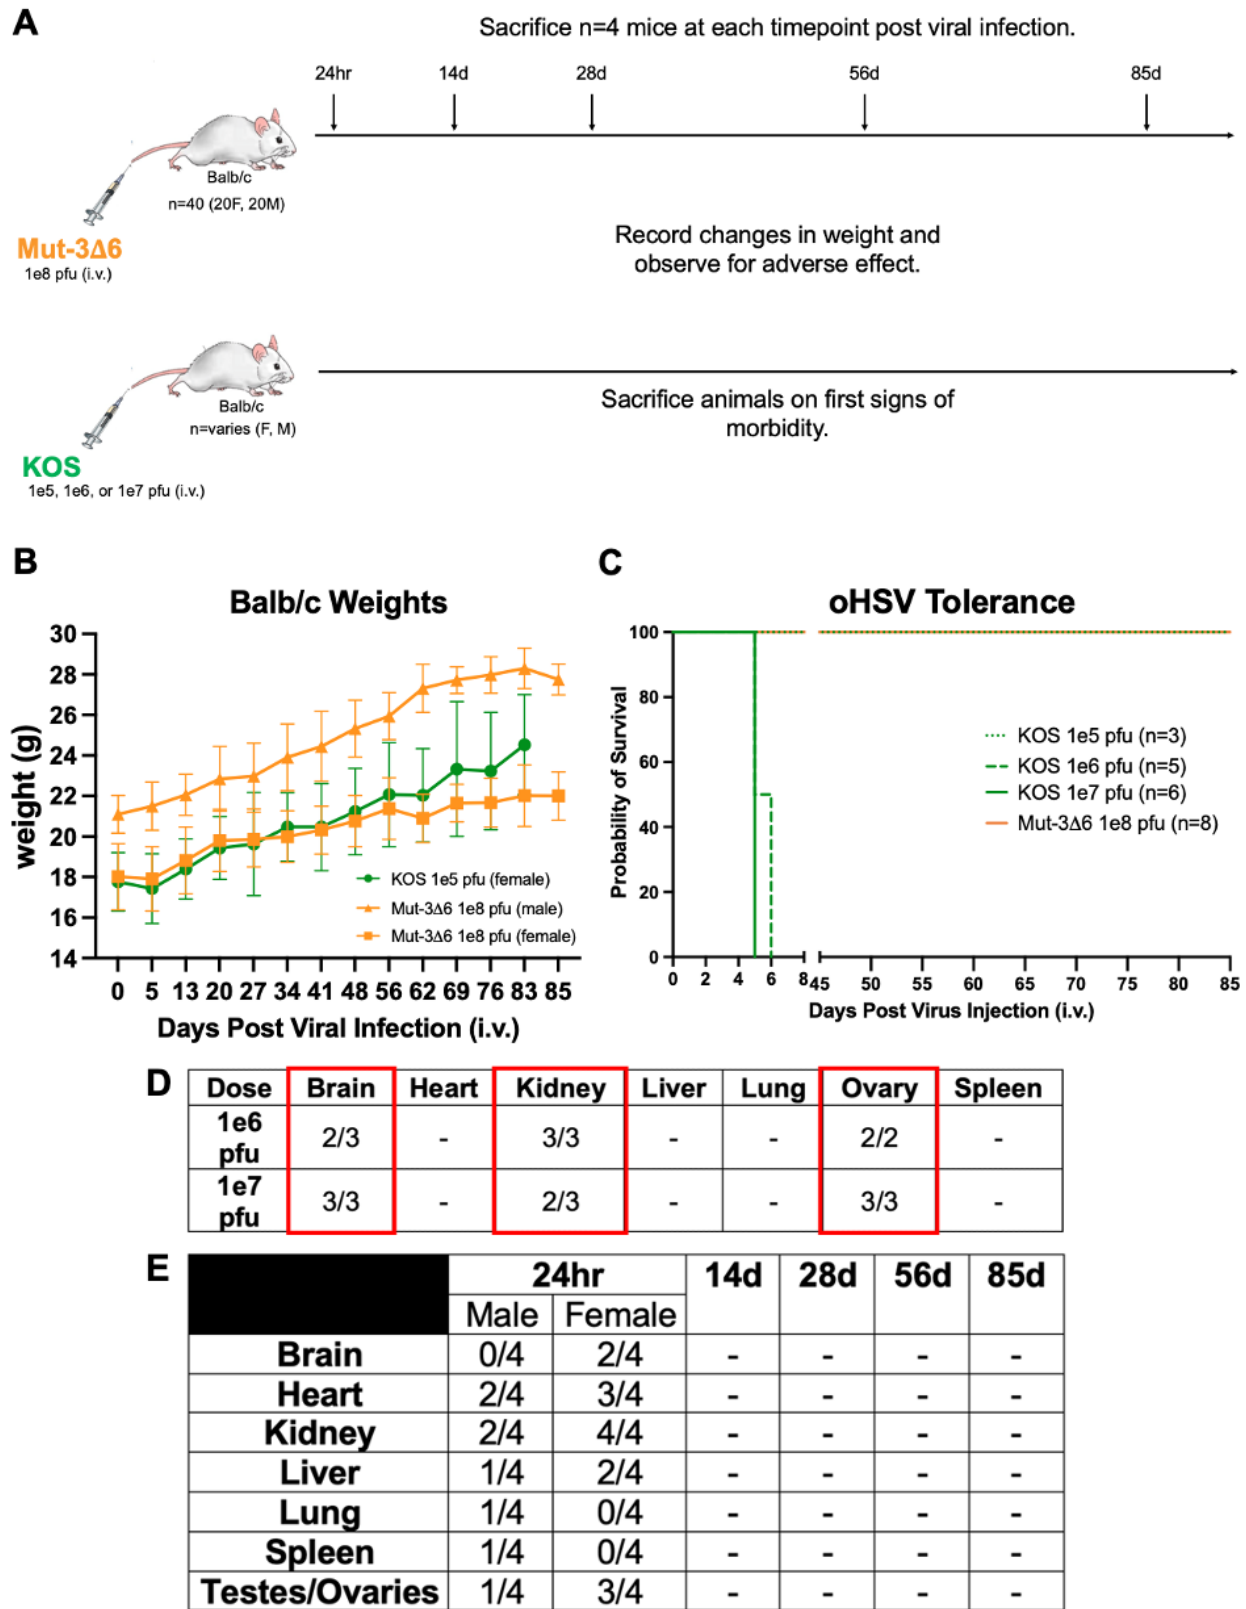 A
Sacrifice n=4 mice at each timepoint post viral infection.
24hr 14d 28d 56d 85d
Balb/c
n=40 (20F, 20M)
Mut-3Δ6
1e8 pfu (i.v.)
Record changes in weight and
observe for adverse effect.
Balb/c
n=varies (F, M)
KOS
1e5, 1e6, or 1e7 pfu (i.v.)
Sacrifice animals on first signs of
morbidity.
B
Balb/c Weights
weight (g)
30
28
26
24
22
20
18
16
14
KOS 1e5 pfu (female)
Mut-3Δ6 1e8 pfu (male)
Mut-3Δ6 1e8 pfu (female)
0 5 13 20 27 34 41 48 56 62 69 76 83 85
Days Post Viral Infection (i.v.)
C
oHSV Tolerance
Probability of Survival
100
80
60
40
20
0
KOS 1e5 pfu (n=3)
KOS 1e6 pfu (n=5)
KOS 1e7 pfu (n=6)
Mut-3Δ6 1e8 pfu (n=8)
0 2 4 6 8 45 50 55 60 65 70 75 80 85
Days Post Virus Injection (i.v.)
D
Dose Brain Heart Kidney Liver Lung Ovary Spleen
1e6
pfu
2/3 - 3/3 - - 2/2 -
1e7
pfu
3/3 - 2/3 - - 3/3 -
E
24hr 14d 28d 56d 85d
Male Female
Brain 0/4 2/4 - - - -
Heart 2/4 3/4 - - - -
Kidney 2/4 4/4 - - - -
Liver 1/4 2/4 - - - -
Lung 1/4 0/4 - - - -
Spleen 1/4 0/4 - - - -
Testes/Ovaries 1/4 3/4 - - - -